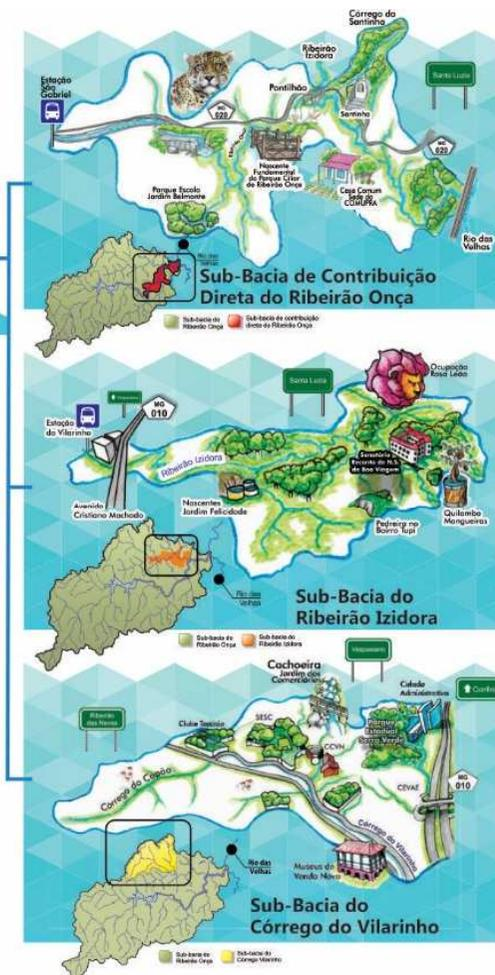 Córrego da
Santinha
Ribeirão
Izidora
Santa Luzia
Estação
São
Gabriel
Pontilhão
MG
020
Santinha
MG
020
Nascente
Fundamental
do Parque Ciliar
do Ribeirão Onça
Casa Comum
Sede do
COMUPRA
Parque Escola
Jardim Belmonte
Rio das
Velhas
Rio das
Velhas
Sub-Bacia de Contribuição
Direta do Ribeirão Onça
Sub-bacia do
Ribeirão Onça
Sub-bacia de contribuição
direta do Ribeirão Onça
Ocupação
Rosa Leão
Santa Luzia
MG
010
Estação
do Vilarinho
Ribeirão Izidora
Sanatório e
Recanto de N.S.
da Boa Viagem
Avenida
Cristiano Machado
Nascentes
Jardim Felicidade
Pedreira no
Bairro Tupi
Quilombo
Mangueiras
Rio das
Velhas
Sub-Bacia do
Ribeirão Izidora
Sub-bacia do
Ribeirão Onça
Sub-bacia do
Ribeirão Izidora
Vespasiano
Cachoeira
Jardim dos
Comerciários
Cidade
Administrativa
Confins
Ribeirão
das Neves
SESC
Parque
Estadual
Serra Verde
CCVN
Córrego do Capão
CEVAE
MG
010
Córrego do Vilarinho
Museus de
Venda Nova
Rio das
Velhas
Sub-Bacia do
Córrego do Vilarinho
Sub-bacia do
Ribeirão Onça
Sub-bacia do
Córrego Vilarinho